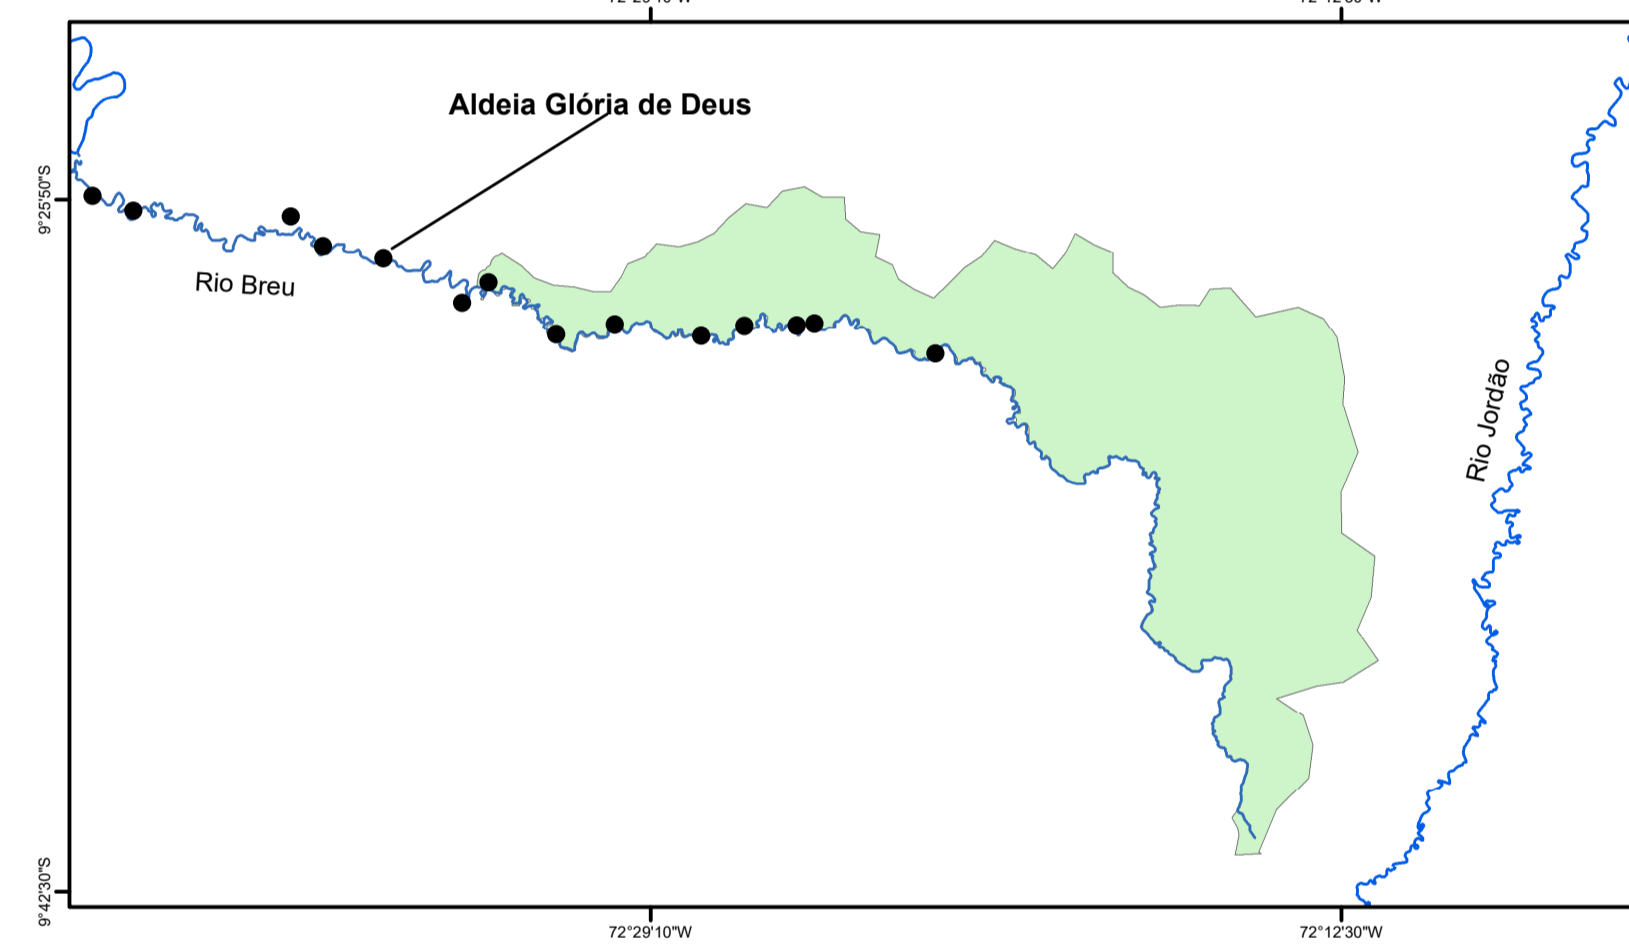 Aldeia Glória de Deus
9°25'50"S
Rio Breu
Rio Jordão
9°42'30"S
72°29'10"W
72°12'30"W